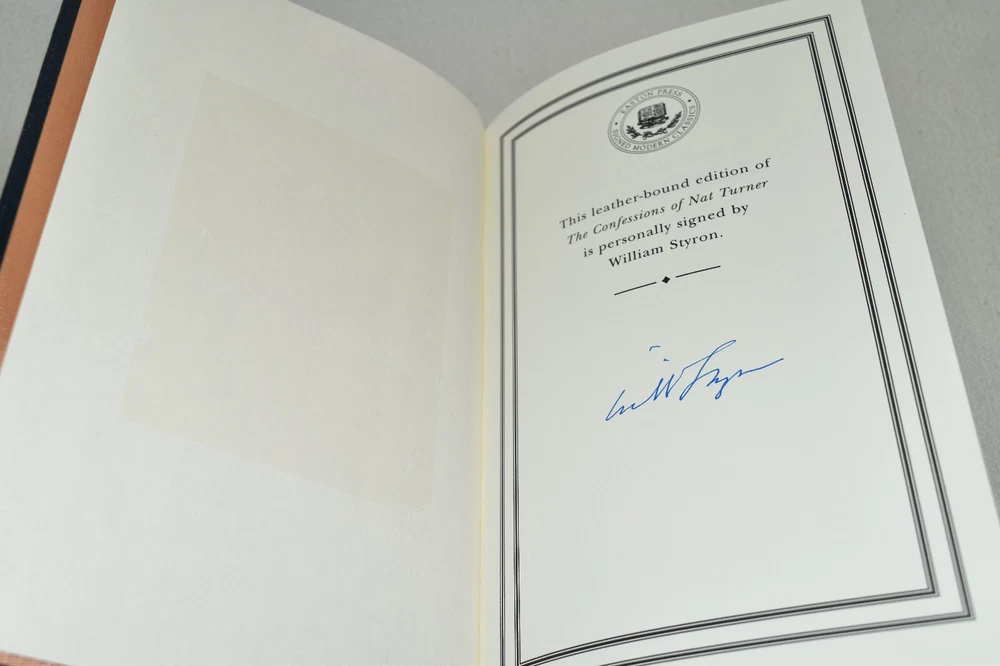 EASTON PRESS
SIGNED MODERN CLASSICS
This leather-bound edition of
The Confessions of Nat Turner
is personally signed by
William Styron.